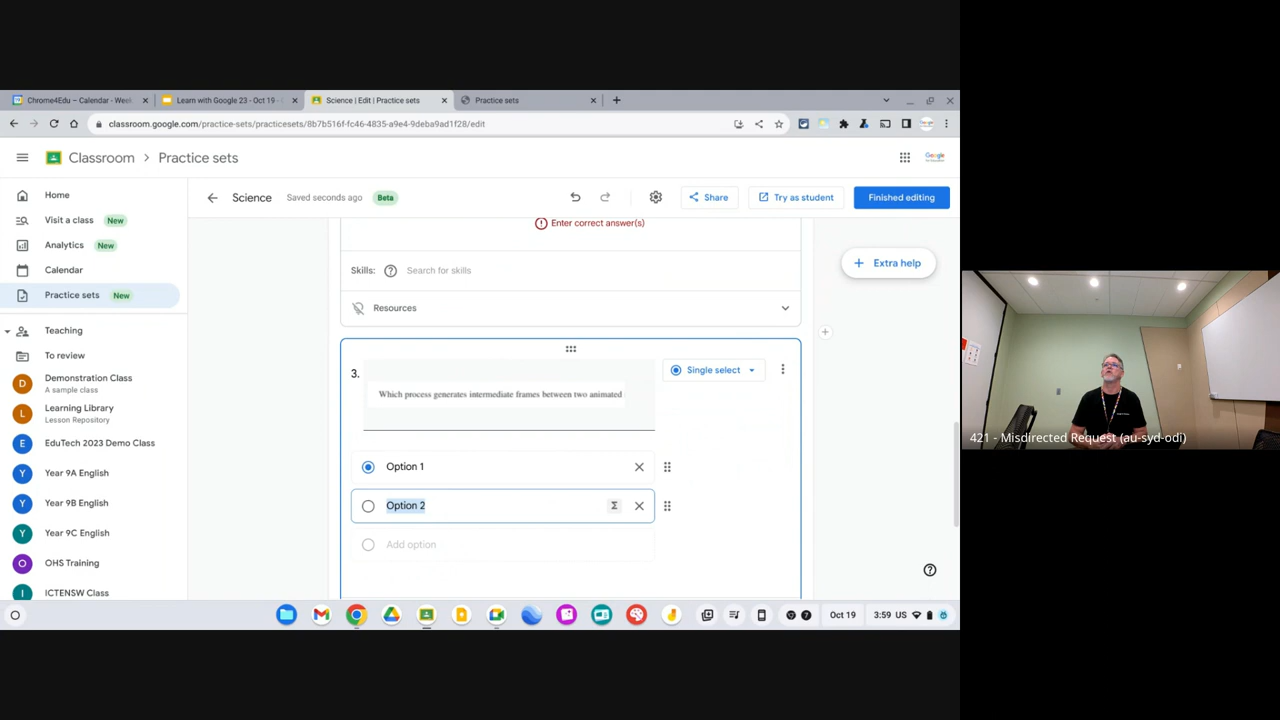 Chrome4Edu – Calendar - Week
Learn with Google 23 - Oct 19 -
Science | Edit | Practice sets
Practice sets
classroom.google.com/practice-sets/practicesets/8b7b516f-fc46-4835-a9e4-9deba9ad1f28/edit
Classroom
Practice sets
Home
Visit a class New
Analytics New
Calendar
Practice sets New
Teaching
To review
D
Demonstration Class
A sample class
L
Learning Library
Lesson Repository
E
EduTech 2023 Demo Class
Y
Year 9A English
Y
Year 9B English
Y
Year 9C English
O
OHS Training
I
ICTENSW Class
Science
Saved seconds ago
Beta
Share
Try as student
Finished editing
Enter correct answer(s)
Extra help
Skills:
Search for skills
Resources
3.
Which process generates intermediate frames between two animated
Single select
Option 1
Option 2
Σ
Add option
Oct 19
3:59 US
421 - Misdirected Request (au-syd-odi)